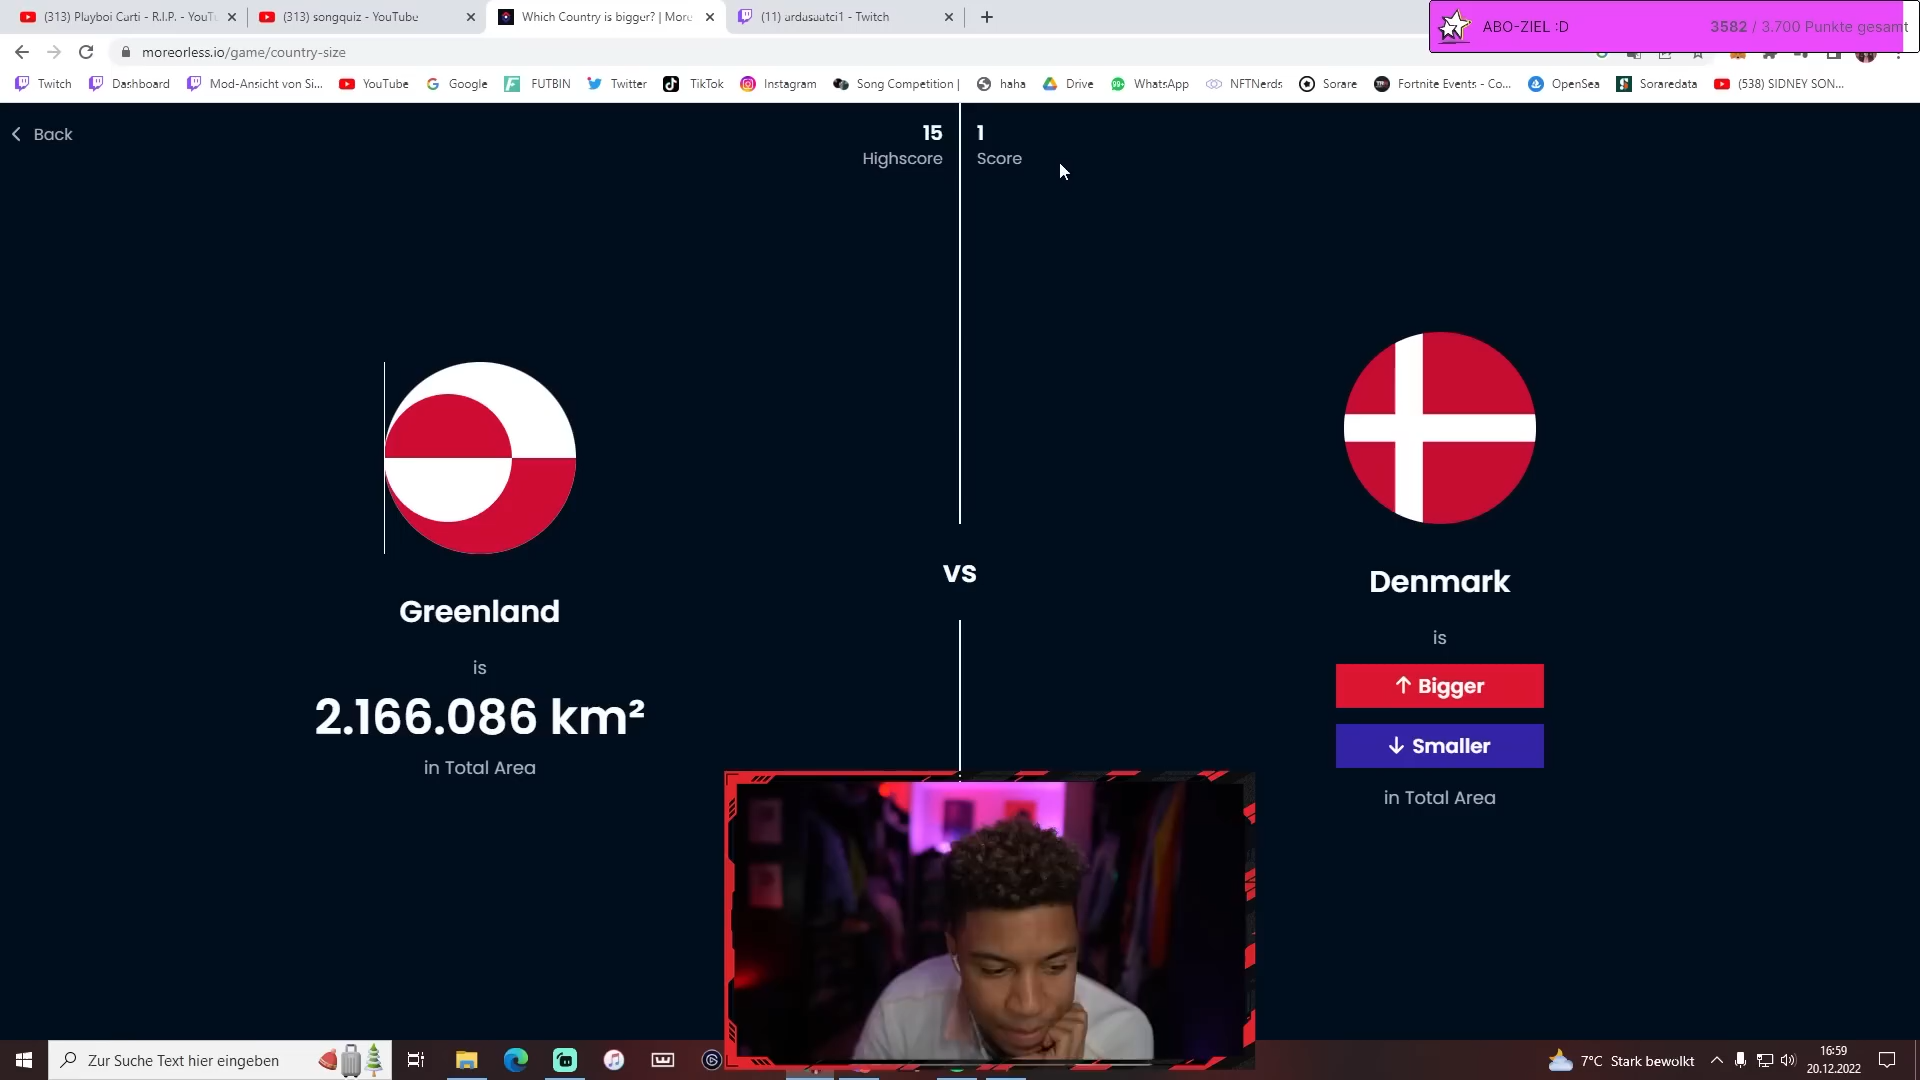 (313) Playboi Carti - R.I.P. - YouTu
(313) songquiz - YouTube
Which Country is bigger? | More
(11) ardasaatci1 - Twitch
ABO-ZIEL :D
3582 / 3.700 Punkte gesamt
moreorless.io/game/country-size
Twitch
Dashboard
Mod-Ansicht von Si...
YouTube
Google
FUTBIN
Twitter
TikTok
Instagram
Song Competition |
haha
Drive
WhatsApp
NFTNerds
Sorare
Fortnite Events - Co...
OpenSea
Soraredata
(538) SIDNEY SON...
Back
15
Highscore
1
Score
vs
Greenland
is
2.166.086 km²
in Total Area
Denmark
is
↑ Bigger
↓ Smaller
in Total Area
Zur Suche Text hier eingeben
7°C Stark bewolkt
16:59
20.12.2022